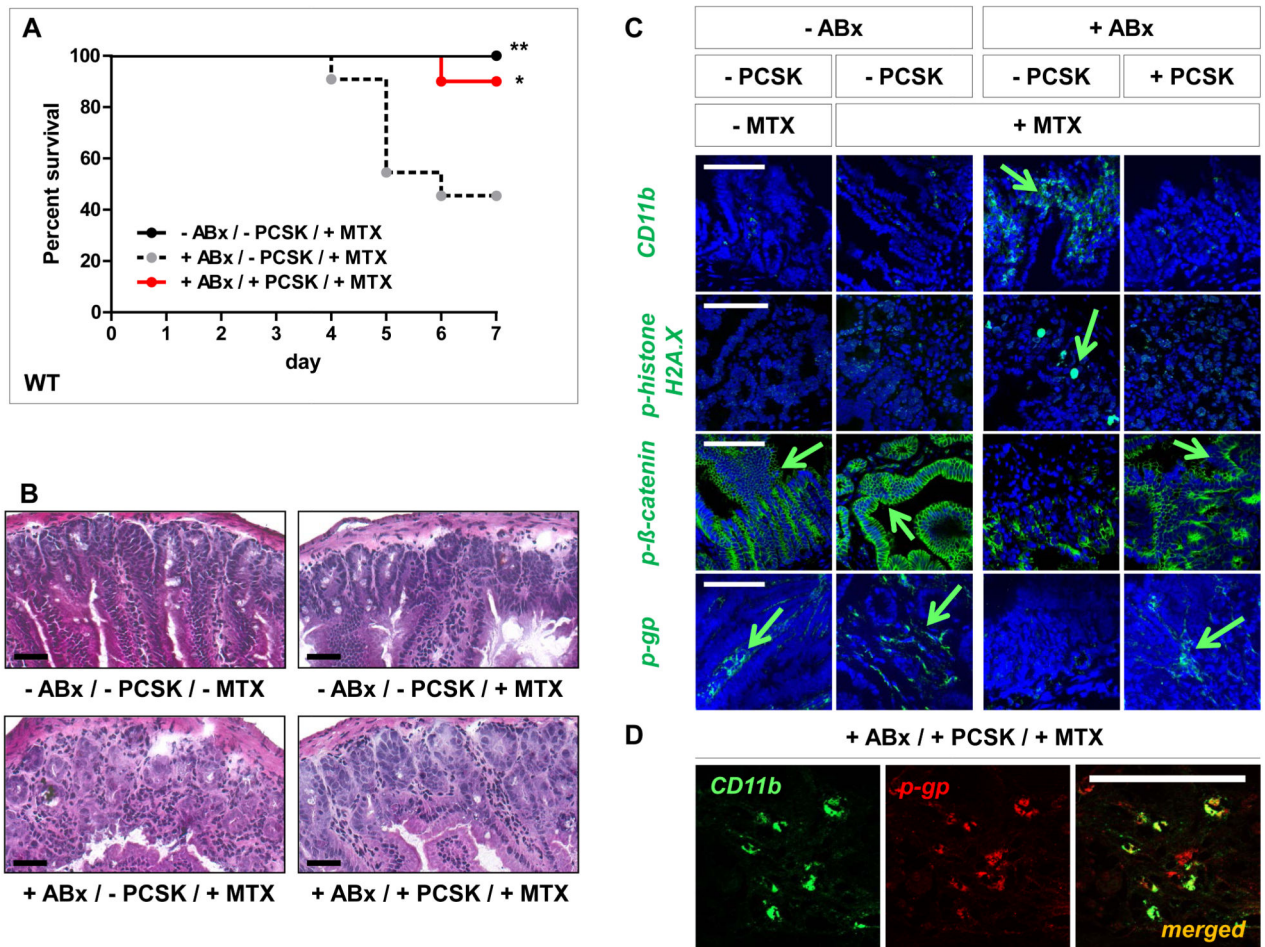 A
Percent survival
100
80
60
40
20
0
**
*
- ABx / - PCSK / + MTX
+ ABx / - PCSK / + MTX
+ ABx / + PCSK / + MTX
0 1 2 3 4 5 6 7
day
WT
B
- ABx / - PCSK / - MTX
- ABx / - PCSK / + MTX
+ ABx / - PCSK / + MTX
+ ABx / + PCSK / + MTX
C
- ABx
+ ABx
- PCSK
- PCSK
- PCSK
+ PCSK
- MTX
+ MTX
CD11b
p-histone
H2A.X
p-ß-catenin
p-gp
D
+ ABx / + PCSK / + MTX
CD11b
p-gp
merged